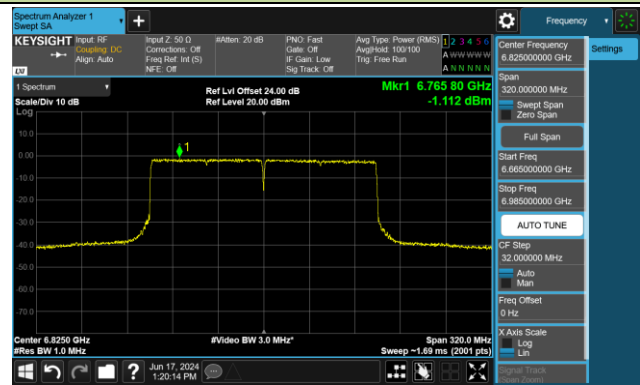 Spectrum Analyzer 1
Swept SA
Frequency
KEYSIGHT
Input: RF
Coupling: DC
Align: Auto
Input Z: 50 Ω
Corrections: Off
Freq Ref: Int (S)
NFE: Off
#Atten: 20 dB
PNO: Fast
Gate: Off
IF Gain: Low
Sig Track: Off
Avg Type: Power (RMS)
Avg|Hold: 100/100
Trig: Free Run
1 2 3 4 5 6
A W W W W W
A N N N N N
LXI
1 Spectrum
Scale/Div 10 dB
Log
Ref Lvl Offset 24.00 dB
Ref Level 20.00 dBm
Mkr1 6.765 80 GHz
-1.112 dBm
1
10.0
0.00
-10.0
-20.0
-30.0
-40.0
-50.0
-60.0
-70.0
Center 6.8250 GHz
#Res BW 1.0 MHz
#Video BW 3.0 MHz*
Span 320.0 MHz
Sweep ~1.69 ms (2001 pts)
Jun 17, 2024
1:20:14 PM
Center Frequency
6.825000000 GHz
Settings
Span
320.000000 MHz
Swept Span
Zero Span
Full Span
Start Freq
6.665000000 GHz
Stop Freq
6.985000000 GHz
AUTO TUNE
CF Step
32.000000 MHz
Auto
Man
Freq Offset
0 Hz
X Axis Scale
Log
Lin
Signal Track
(Span Zoom)